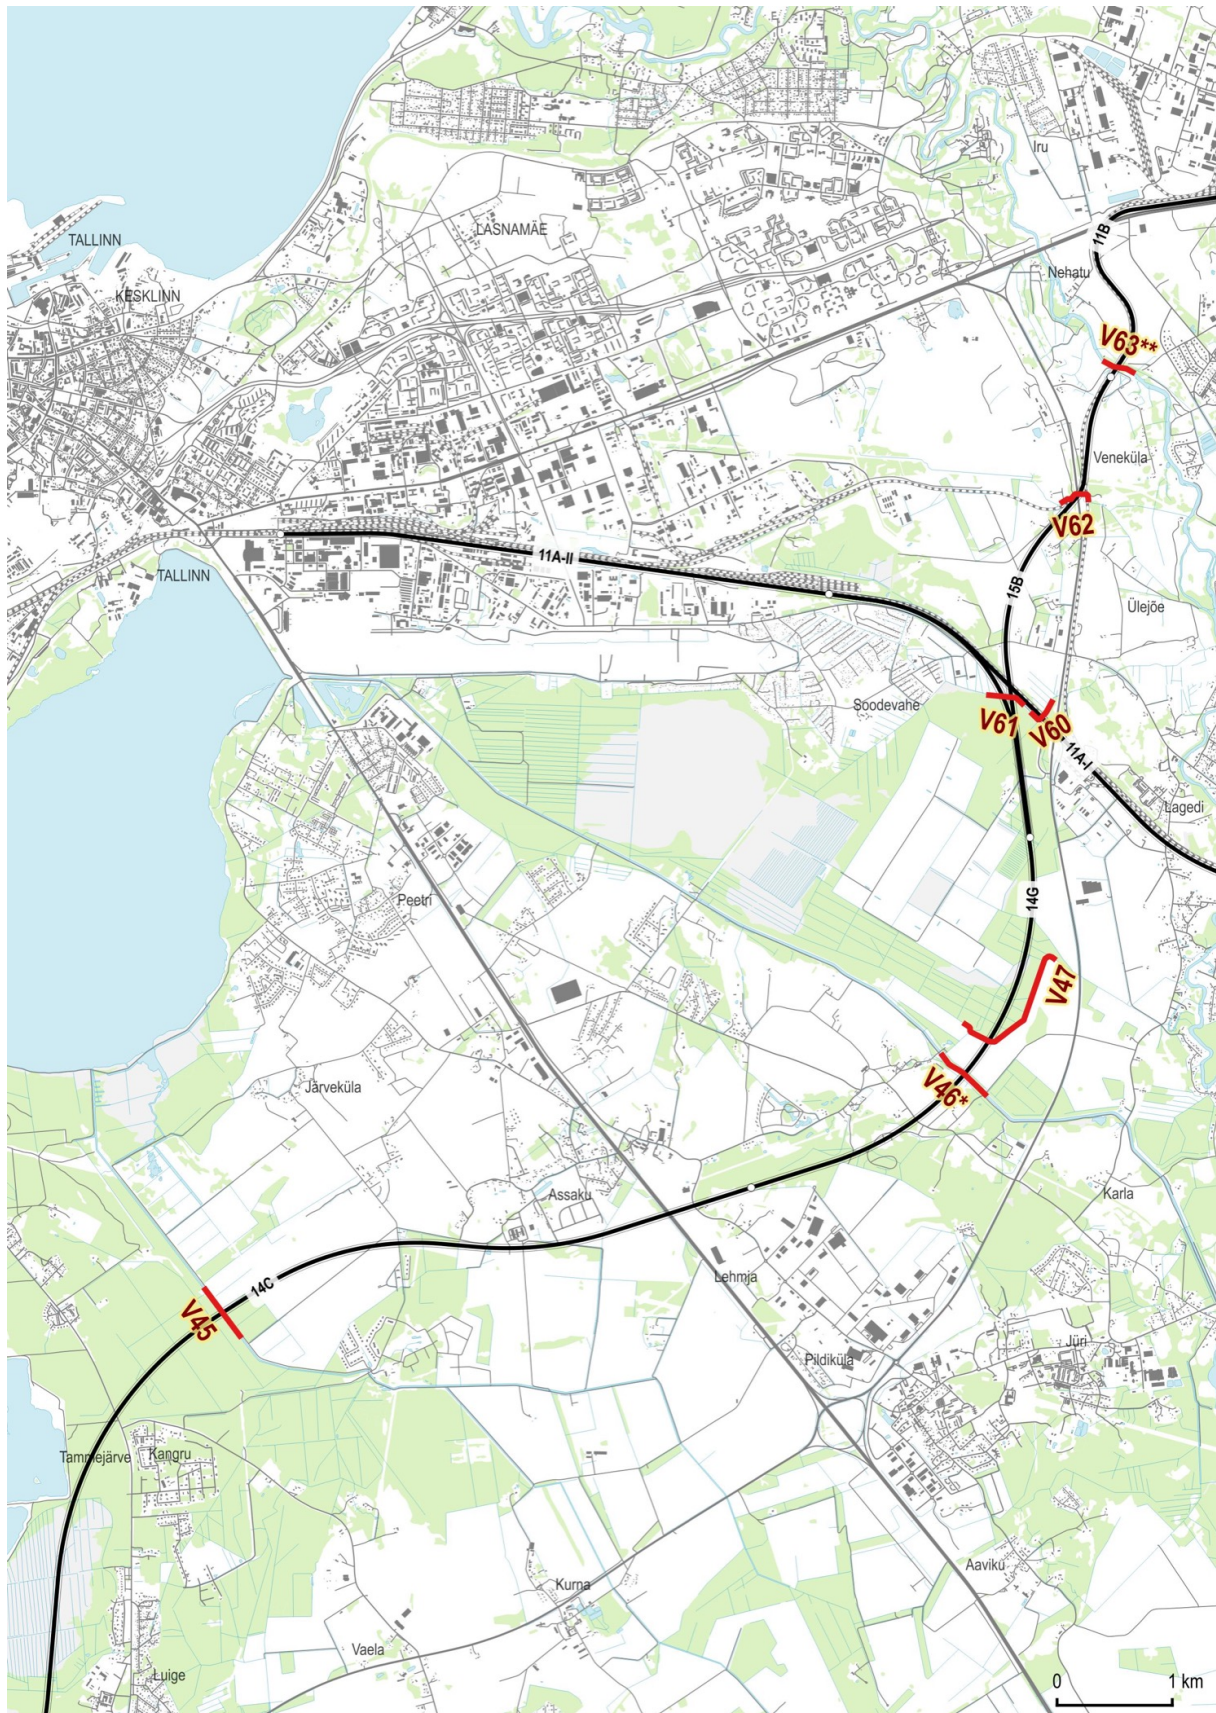 Iru
TALLINN
LASNAMÄE
11B
Nehatu
KESKLINN
V63**
Veneküla
V62
11A-II
TALLINN
15B
Ülejõe
Soodevahe
V61
V60
11A-I
Lagedi
Peetri
14G
V47
Järveküla
V46*
Assaku
Karla
14C
Lehmja
V45
Jüri
Pildiküla
Tammejärve
Kangru
Aaviku
Kurna
Vaela
Luige
0 1 km